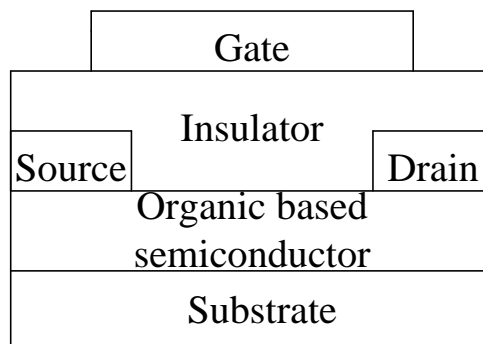 Gate
Insulator
Source
Drain
Organic based
semiconductor
Substrate